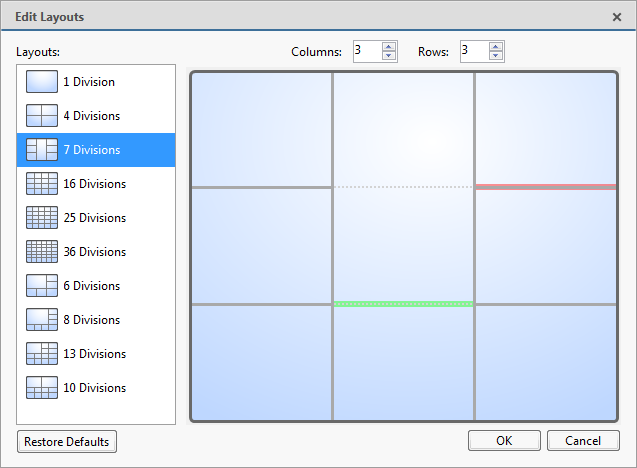 Edit Layouts
Layouts:
Columns: 3 Rows: 3
1 Division
4 Divisions
7 Divisions
16 Divisions
25 Divisions
36 Divisions
6 Divisions
8 Divisions
13 Divisions
10 Divisions
Restore Defaults
OK Cancel